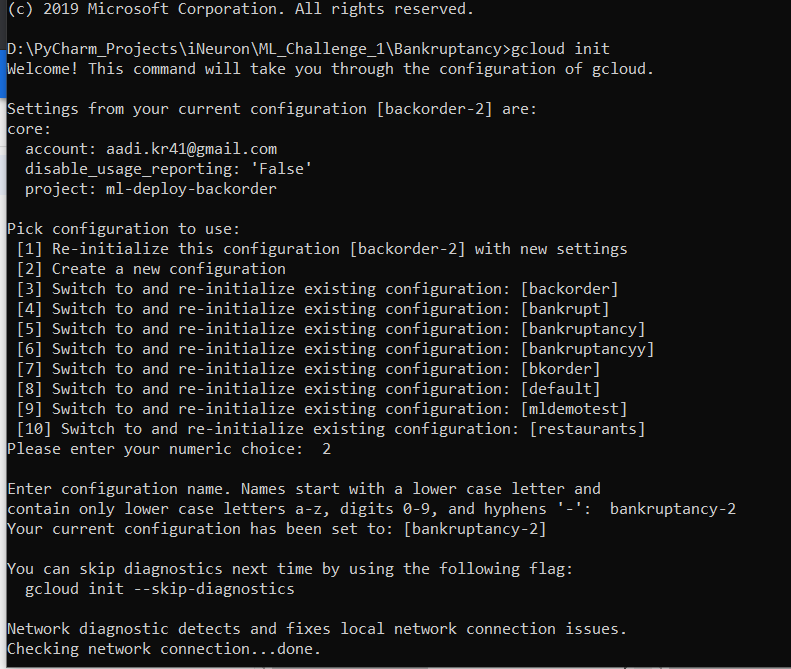 (c) 2019 Microsoft Corporation. All rights reserved.
D:\PyCharm_Projects\iNeuron\ML_Challenge_1\Bankruptancy>gcloud init
Welcome! This command will take you through the configuration of gcloud.
Settings from your current configuration [backorder-2] are:
core:
  account: aadi.kr41@gmail.com
  disable_usage_reporting: 'False'
  project: ml-deploy-backorder
Pick configuration to use:
 [1] Re-initialize this configuration [backorder-2] with new settings
 [2] Create a new configuration
 [3] Switch to and re-initialize existing configuration: [backorder]
 [4] Switch to and re-initialize existing configuration: [bankrupt]
 [5] Switch to and re-initialize existing configuration: [bankruptancy]
 [6] Switch to and re-initialize existing configuration: [bankruptancyy]
 [7] Switch to and re-initialize existing configuration: [bkorder]
 [8] Switch to and re-initialize existing configuration: [default]
 [9] Switch to and re-initialize existing configuration: [mldemotest]
 [10] Switch to and re-initialize existing configuration: [restaurants]
Please enter your numeric choice:  2
Enter configuration name. Names start with a lower case letter and
contain only lower case letters a-z, digits 0-9, and hyphens '-':  bankruptancy-2
Your current configuration has been set to: [bankruptancy-2]
You can skip diagnostics next time by using the following flag:
  gcloud init --skip-diagnostics
Network diagnostic detects and fixes local network connection issues.
Checking network connection...done.